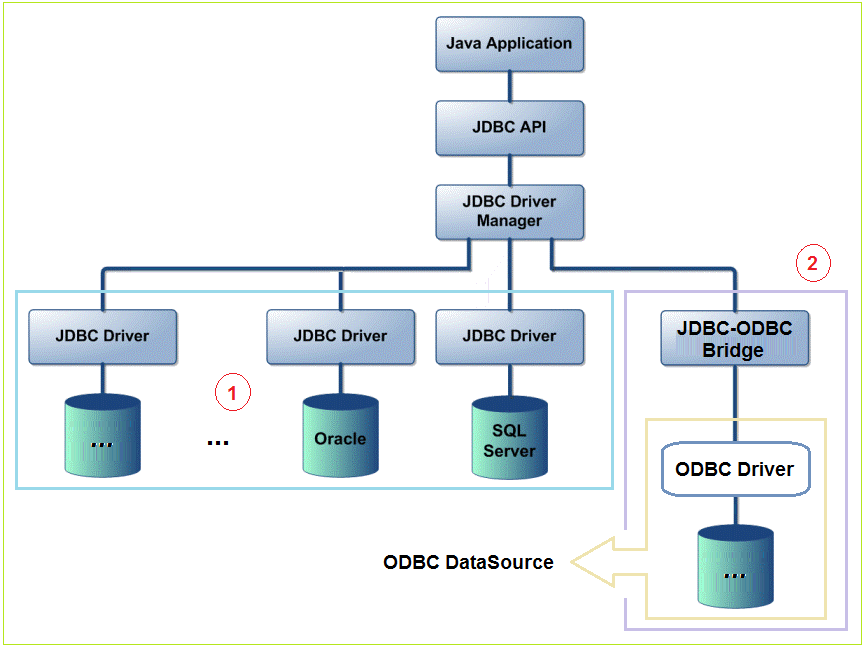 Java Application
JDBC API
JDBC Driver
Manager
2
JDBC Driver
JDBC Driver
JDBC Driver
JDBC-ODBC
Bridge
1
...
...
Oracle
SQL
Server
ODBC Driver
ODBC DataSource
...